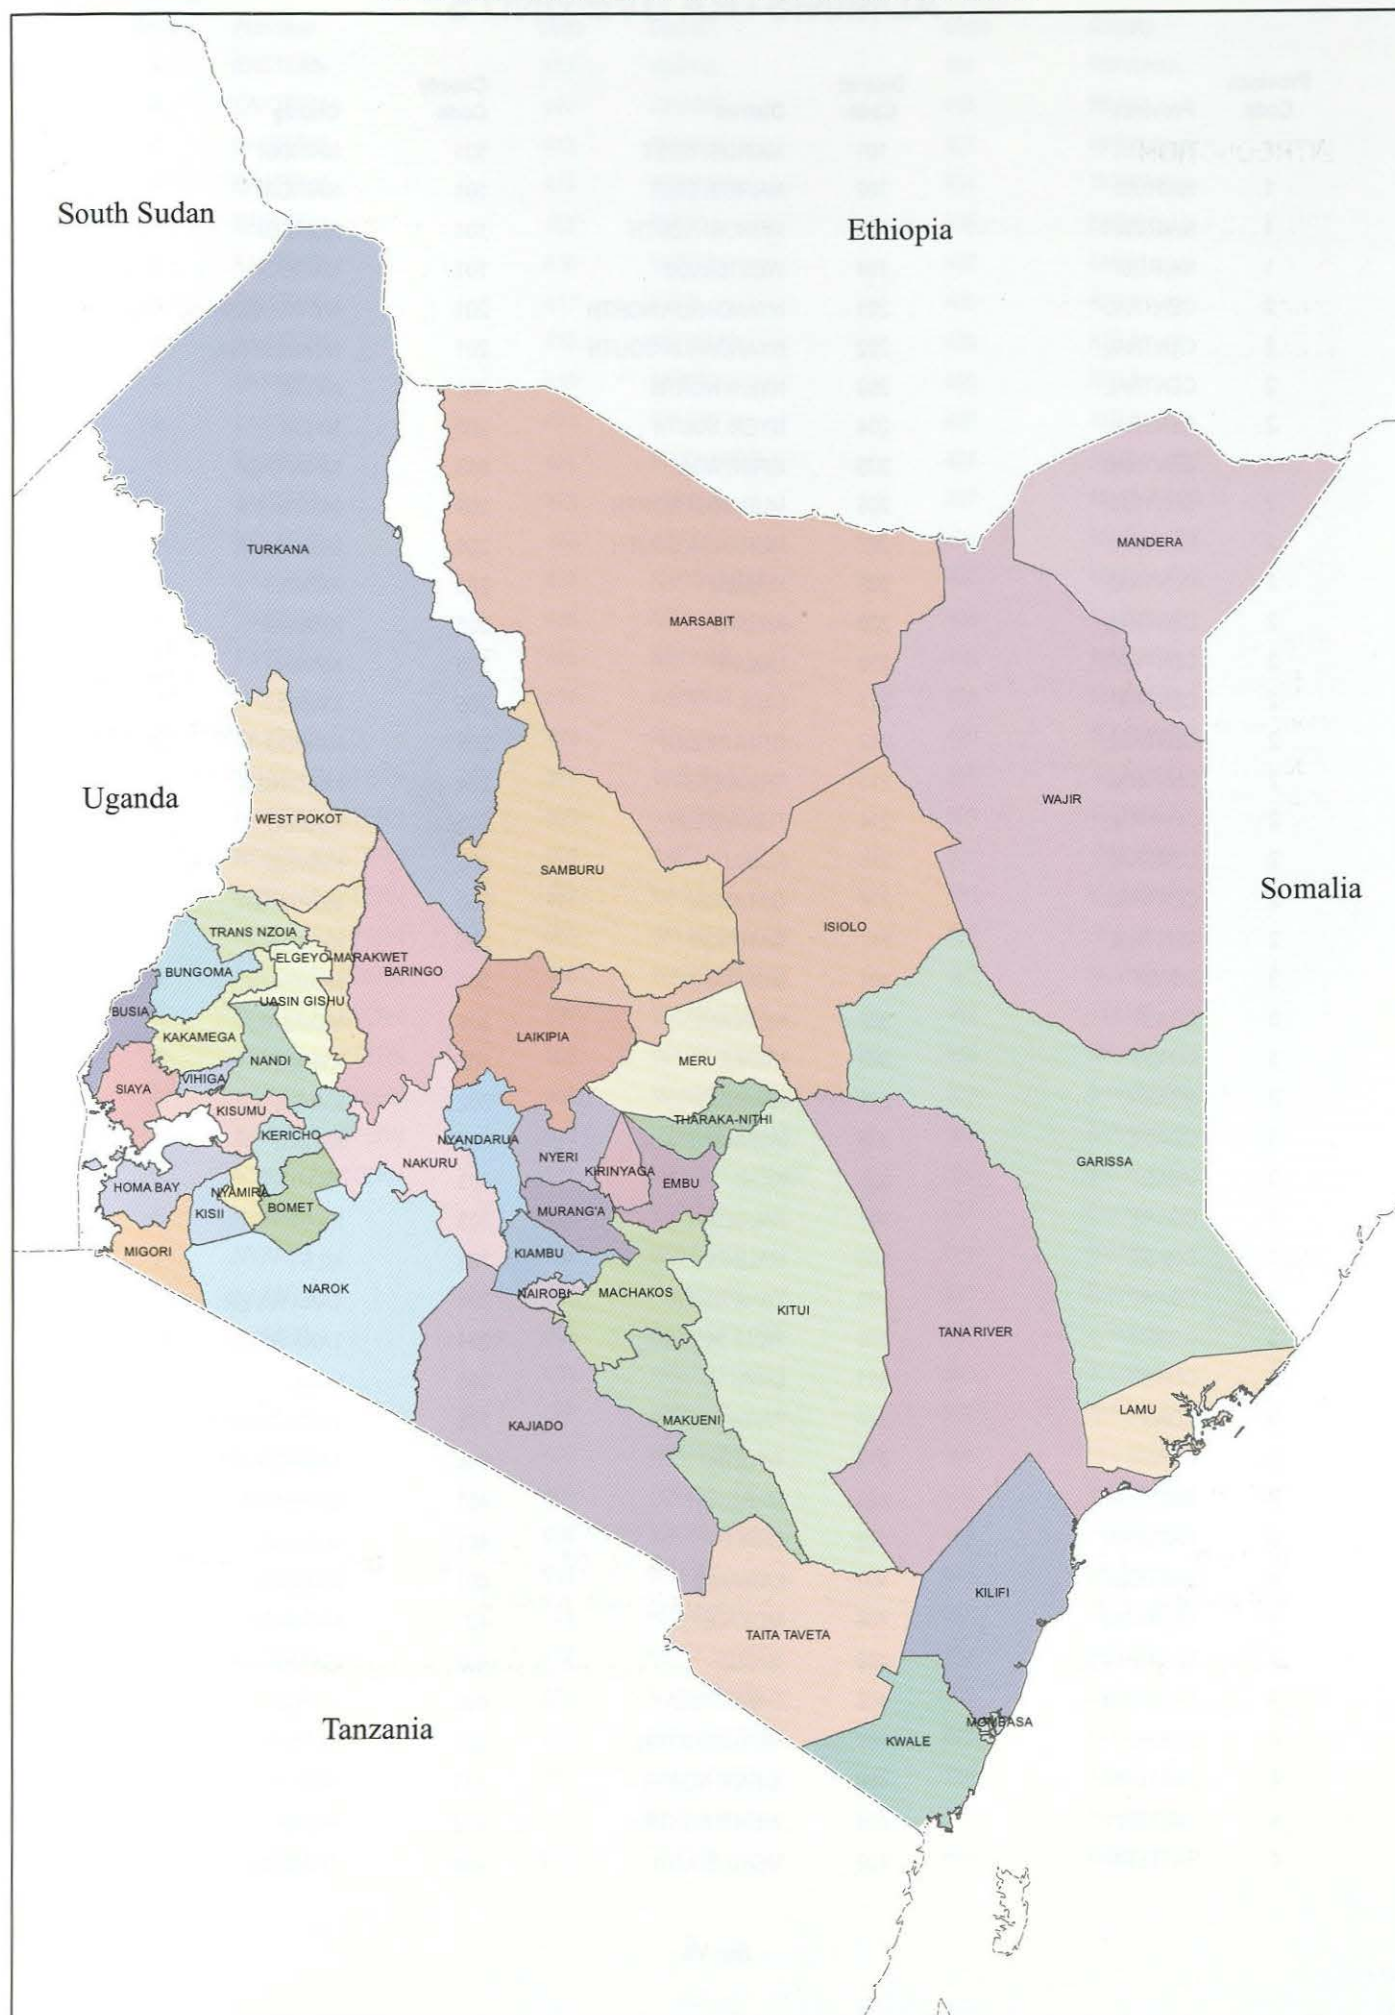 South Sudan
Ethiopia
TURKANA
MANDERA
MARSABIT
Uganda
WAJIR
WEST POKOT
SAMBURU
Somalia
ISIOLO
TRANS NZOIA
ELGEYO-MARAKWET
BUNGOMA
BARINGO
UASIN GISHU
BUSIA
KAKAMEGA
LAIKIPIA
NANDI
MERU
VIHIGA
SIAYA
KISUMU
THARAKA-NITHI
KERICHO
NYANDARUA
NYERI
NAKURU
GARISSA
KIRINYAGA
EMBU
HOMA BAY
NYAMIRA
BOMET
KISII
MURANG'A
MIGORI
KIAMBU
NAROK
NAIROBI
MACHAKOS
KITUI
TANA RIVER
LAMU
MAKUENI
KAJIADO
KILIFI
TAITA TAVETA
MOMBASA
Tanzania
KWALE